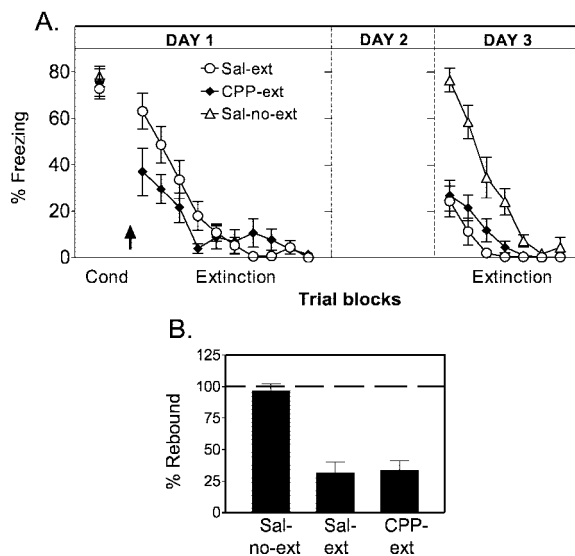 A.
DAY 1 DAY 2 DAY 3
Sal-ext
CPP-ext
Sal-no-ext
% Freezing
80
60
40
20
0
Cond Extinction Extinction
Trial blocks
B.
% Rebound
125
100
75
50
25
0
Sal- Sal- CPP-
no-ext ext ext